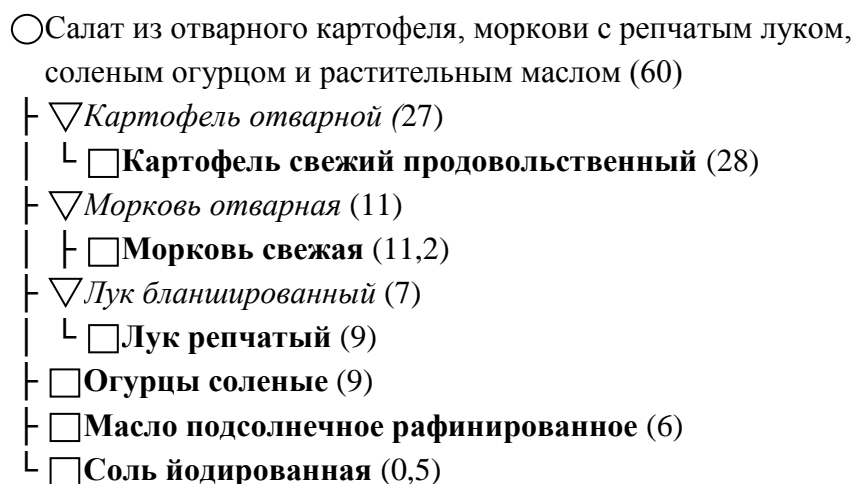 Салат из отварного картофеля, моркови с репчатым луком,
соленым огурцом и растительным маслом (60)
Картофель отварной (27)
Картофель свежий продовольственный (28)
Морковь отварная (11)
Морковь свежая (11,2)
Лук бланшированный (7)
Лук репчатый (9)
Огурцы соленые (9)
Масло подсолнечное рафинированное (6)
Соль йодированная (0,5)